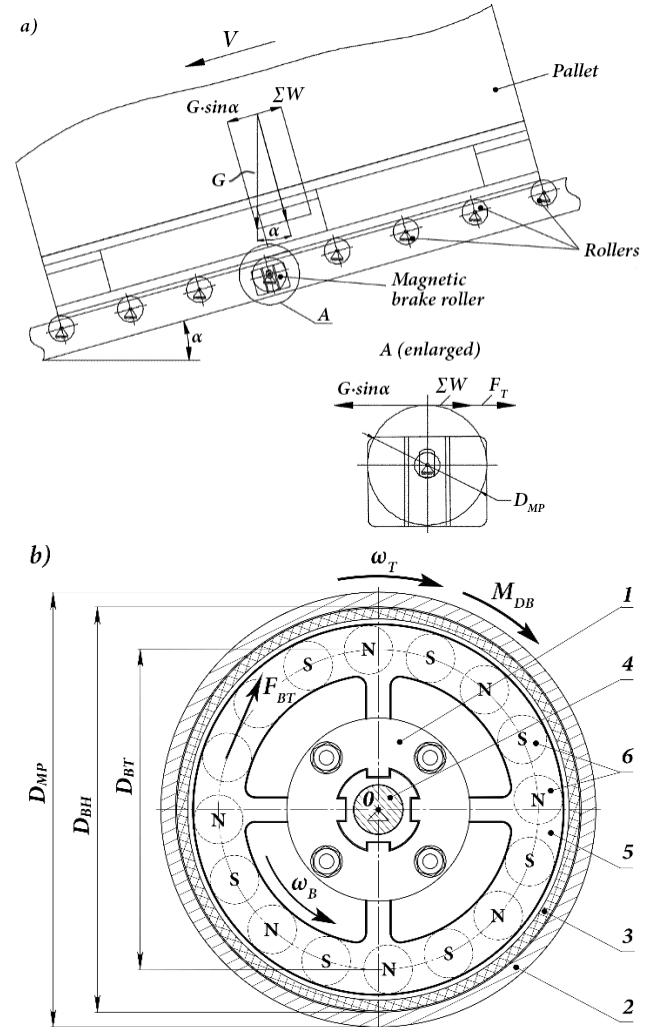 a)
V
Pallet
G·sinα
ΣW
G
α
Rollers
Magnetic
brake roller
A
α
A (enlarged)
G·sinα ΣW F_T
D_MP
b)
ω_T
M_DB
1
4
N
S
S
N
F_BT
S
6
D_MP
D_BH
D_BT
0
N
N
5
ω_B
S
S
N
N
3
S
N
S
2